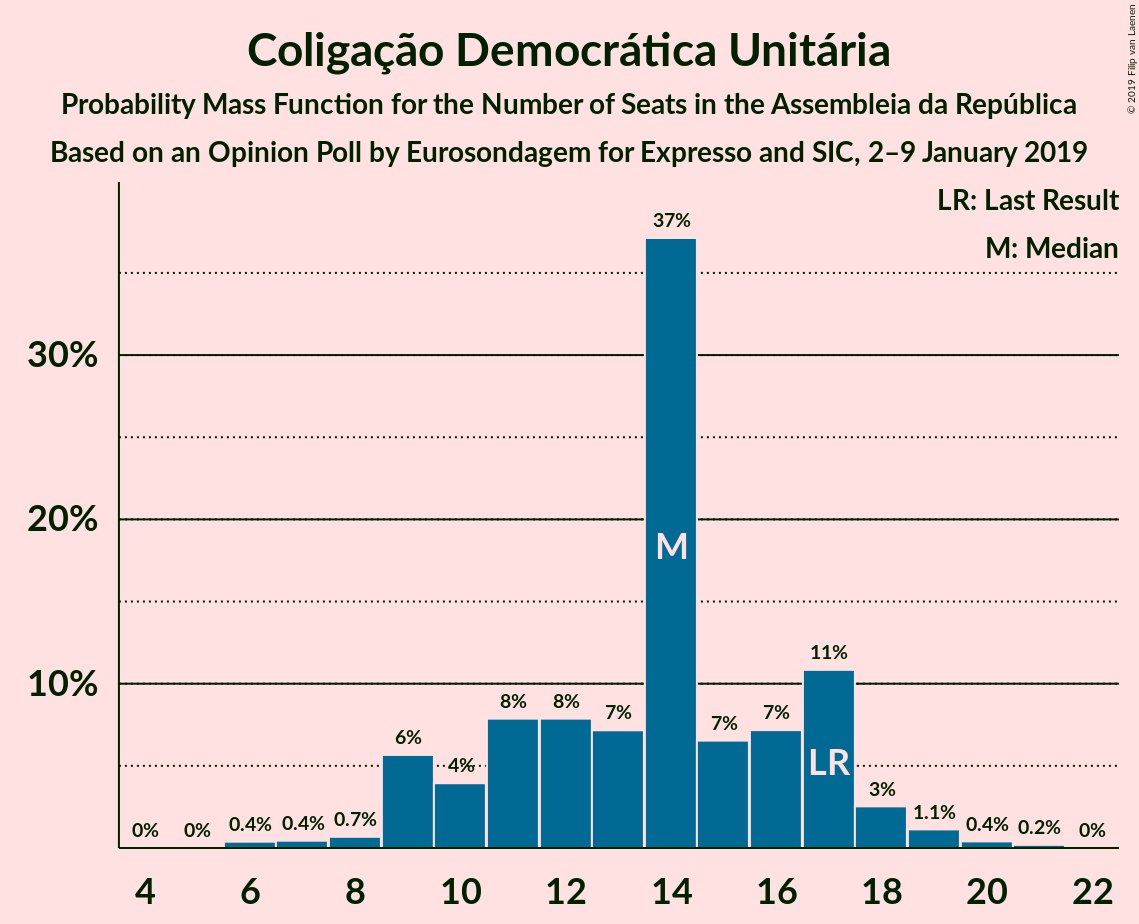 Coligação Democrática Unitária
Probability Mass Function for the Number of Seats in the Assembleia da República
Based on an Opinion Poll by Eurosondagem for Expresso and SIC, 2–9 January 2019
© 2019 Filip van Laenen
LR: Last Result
M: Median
30%
20%
10%
0%
0%
0.4%
0.4%
0.7%
6%
4%
8%
8%
7%
37%
7%
7%
11%
3%
1.1%
0.4%
0.2%
0%
M
LR
4 6 8 10 12 14 16 18 20 22